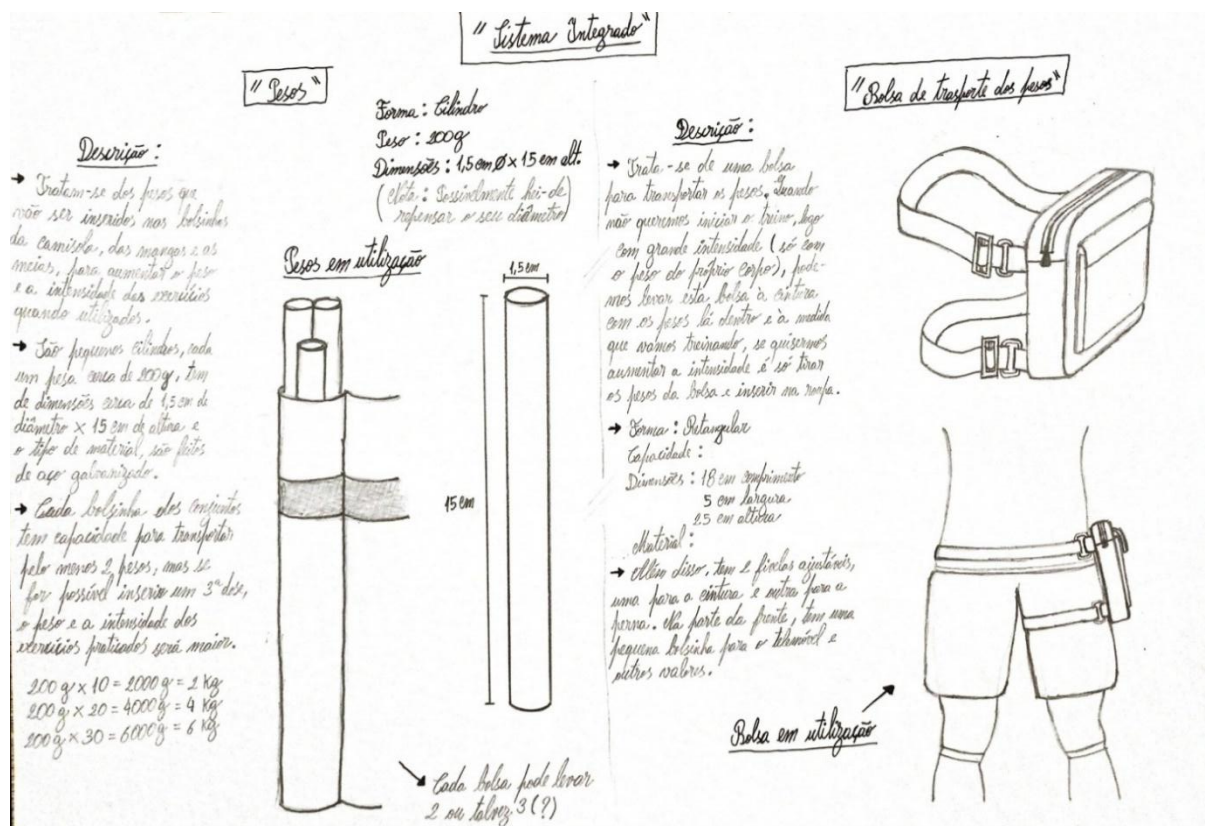 " Sistema Integrado "
" Pesos "
Forma : Cilindro
Peso : 200g
Dimensões : 1,5 cm Ø x 15 cm alt.
( Nota : Possivelmente hei-de
repensar o seu diâmetro)
Descrição :
→ Tratam-se dos pesos que
vão ser inseridos nas bolsinhas
da camisola, das mangas e as
meias, para aumentar o peso
e a intensidade dos exercícios
quando utilizados.
→ São pequenos cilindros, cada
um pesa cerca de 200g, tem
de dimensões cerca de 1,5 cm de
diâmetro x 15 cm de altura e
o tipo de material, são feitos
de aço galvanizado.
→ Cada bolsinha dos conjuntos
tem capacidade para transportar
pelo menos 2 pesos, mas se
for possível inserir um 3ª dose,
o peso e a intensidade dos
exercícios praticados será maior.
200 g x 10 = 2000 g = 2 Kg
200 g x 20 = 4000 g = 4 Kg
200 g x 30 = 6000 g = 6 Kg
Pesos em utilização
1,5 cm
15 cm
→ Cada bolsa pode levar
2 ou talvez 3 (?)
" Bolsa de trasporte dos pesos "
Descrição :
→ Trata-se de uma bolsa
para transportar os pesos. Quando
não queremos iniciar o treino, logo
com grande intensidade ( só com
o peso do próprio corpo), pode-
mos levar esta bolsa à cintura
com os pesos lá dentro e à medida
que vamos treinando, se quisermos
aumentar a intensidade é só tirar
os pesos da bolsa e inserir na roupa.
→ Forma : Retangular
Capacidade :
Dimensões : 18 cm comprimento
5 cm largura
25 cm altura
Material :
→ Além disso, tem 2 fivelas ajustáveis,
uma para a cintura e outra para a
perna. Na parte da frente, tem uma
pequena bolsinha para o telemóvel e
outros valores.
Bolsa em utilização